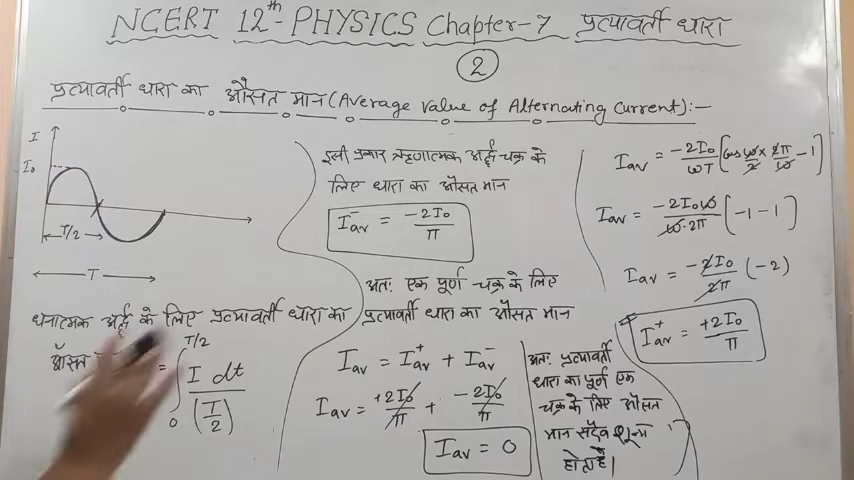 NCERT 12th PHYSICS Chapter-7 प्रत्यावर्ती धारा
2
प्रत्यावर्ती धारा का औसत मान (Average value of Alternating Current):—
I
I₀
T/2
T
धनात्मक अर्द्ध के लिए प्रत्यावर्ती धारा का
औसत
= ∫₀^(T/2) I dt / (T/2)
इसी प्रकार ऋणात्मक अर्द्ध चक्र के
लिए धारा का औसत मान
I⁻av = -2I₀/π
अतः एक पूर्ण चक्र के लिए
प्रत्यावर्ती धारा का औसत मान
Iav = I⁺av + I⁻av
Iav = +2I₀/π + -2I₀/π
Iav = 0
Iav = -2I₀/ωT [Cos ω/2 × 2π/ω - 1]
Iav = -2I₀ω/ω·2π (-1 - 1)
Iav = -2I₀/2π (-2)
I⁺av = +2I₀/π
अतः प्रत्यावर्ती
धारा का पूर्ण एक
चक्र के लिए औसत
मान सदैव शून्य
होता है।